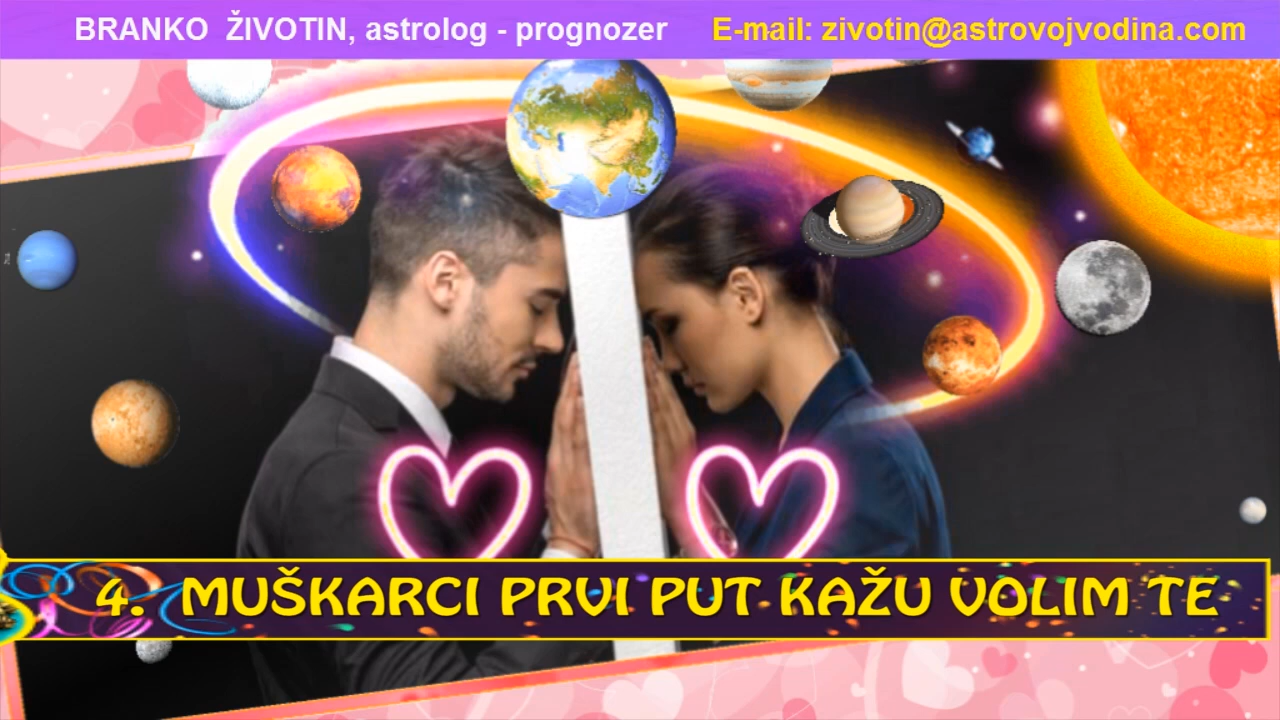 BRANKO ŽIVOTIN, astrolog - prognozer E-mail: zivotin@astrovojvodina.com
4. MUŠKARCI PRVI PUT KAŽU VOLIM TE